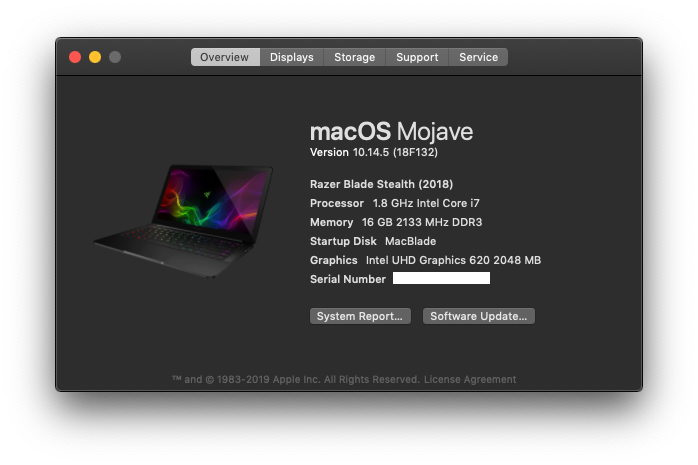 Overview Displays Storage Support Service
macOS Mojave
Version 10.14.5 (18F132)
Razer Blade Stealth (2018)
Processor 1.8 GHz Intel Core i7
Memory 16 GB 2133 MHz DDR3
Startup Disk MacBlade
Graphics Intel UHD Graphics 620 2048 MB
Serial Number
System Report... Software Update...
™ and © 1983-2019 Apple Inc. All Rights Reserved. License Agreement